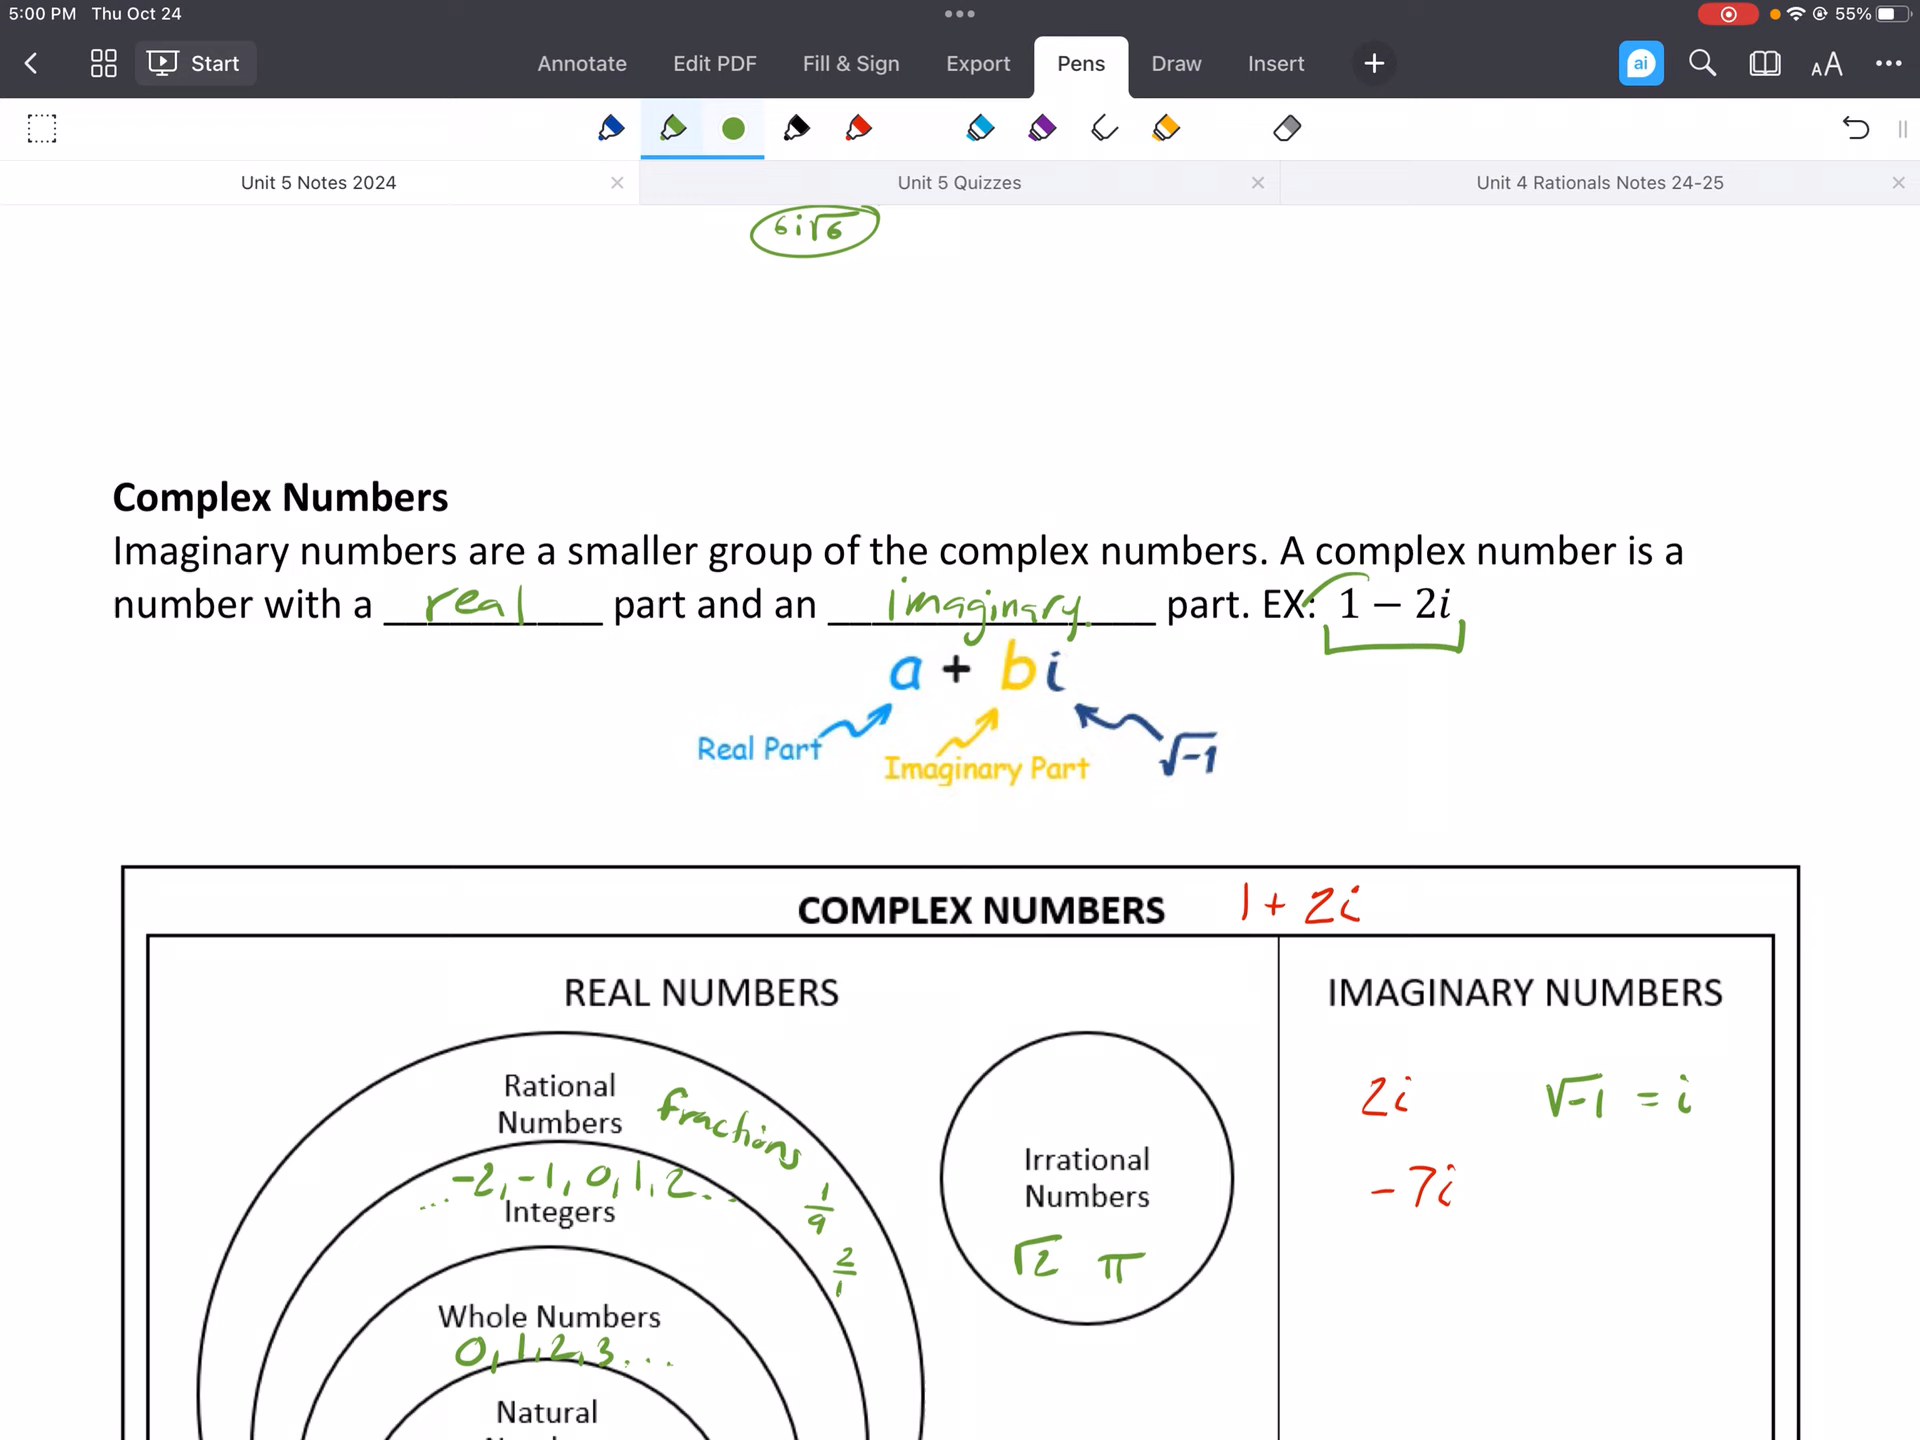 5:00 PM Thu Oct 24
55%
Start
Annotate Edit PDF Fill & Sign Export Pens Draw Insert
ai
AA
Unit 5 Notes 2024
Unit 5 Quizzes
Unit 4 Rationals Notes 24-25
6i√6
Complex Numbers
Imaginary numbers are a smaller group of the complex numbers. A complex number is a
number with a real part and an imaginary part. EX: 1 − 2i
a + bi
Real Part
Imaginary Part
√-1
COMPLEX NUMBERS 1 + 2i
REAL NUMBERS
IMAGINARY NUMBERS
Rational
Numbers
fractions
1/9
2/1
...-2, -1, 0, 1, 2...
Integers
Whole Numbers
0, 1, 2, 3...
Natural
Irrational
Numbers
√2 π
2i √-1 = i
-7i